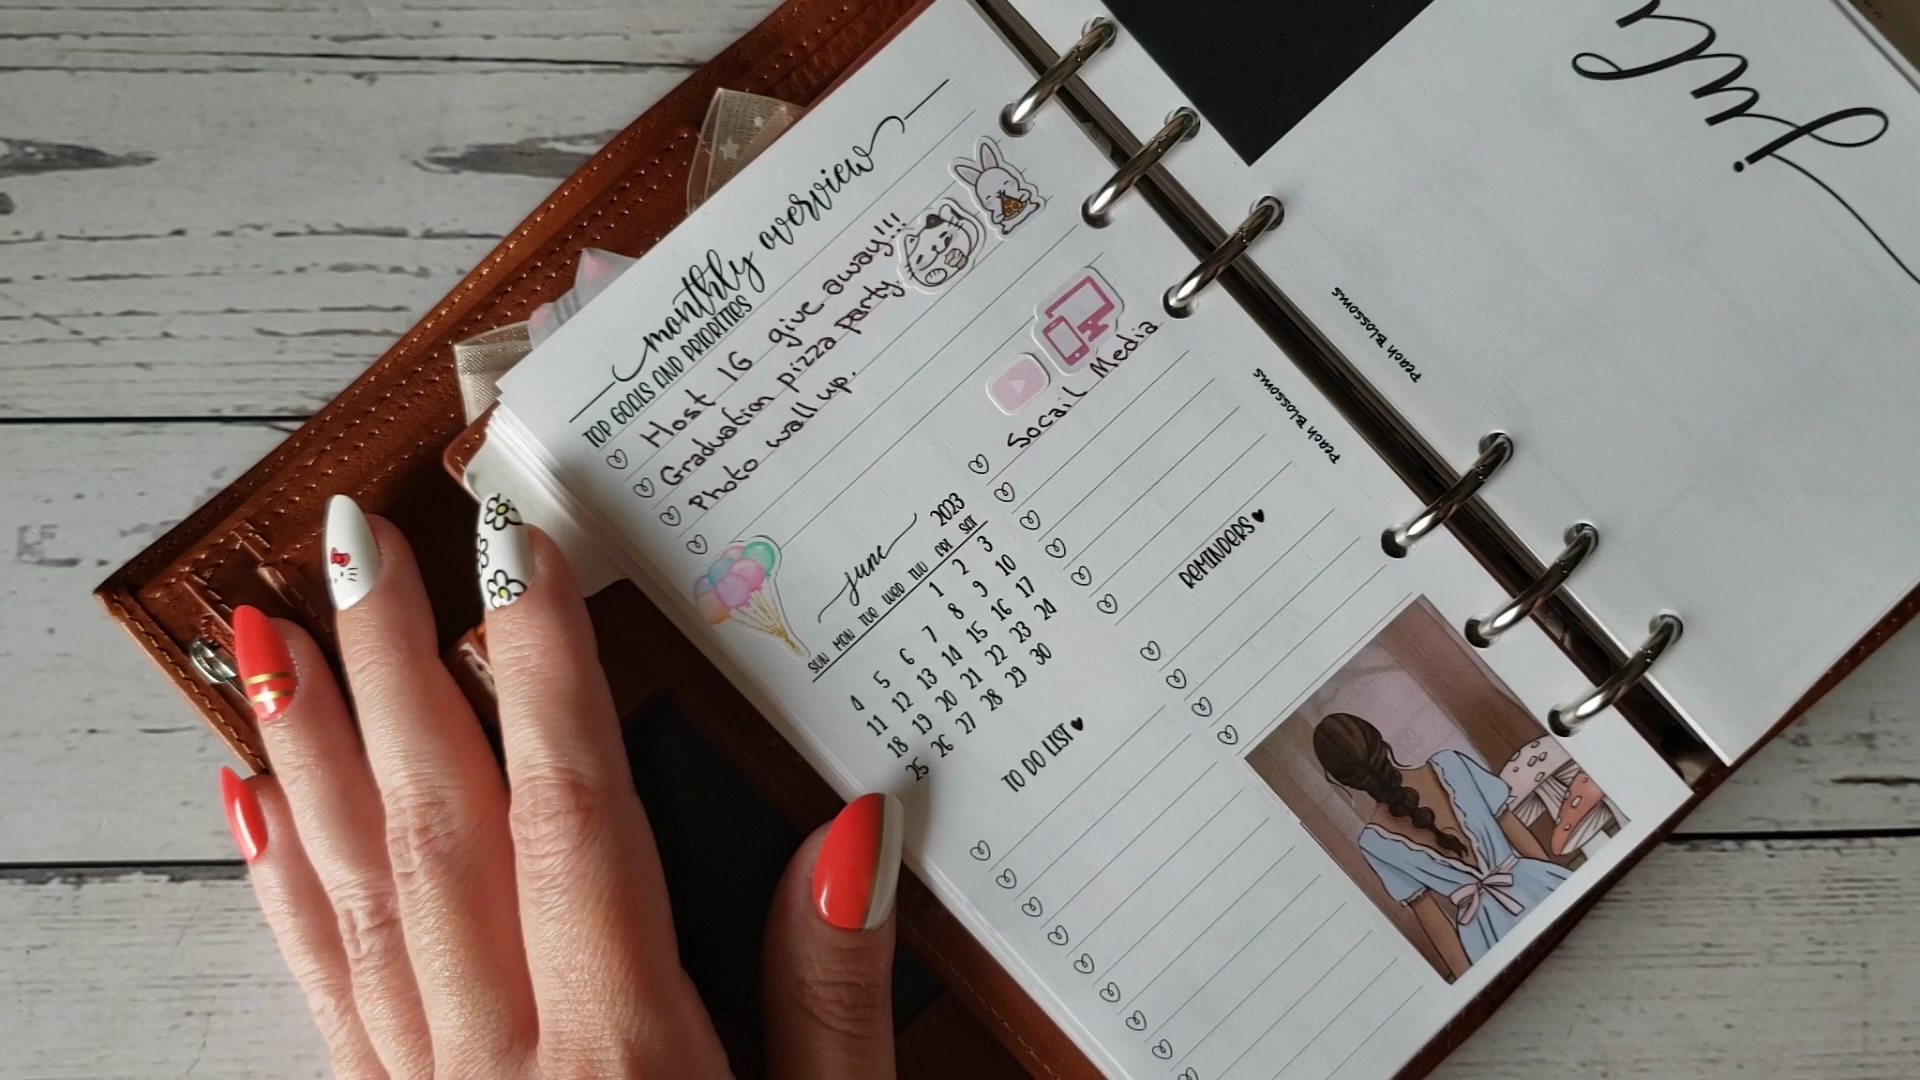 monthly overview
TOP GOALS AND PRIORITIES
Host IG give away!!!
Graduation pizza party.
Photo wall up.
Socail Media
june 2023
SUN MON TUE WED THU FRI SAT
1 2 3
4 5 6 7 8 9 10
11 12 13 14 15 16 17
18 19 20 21 22 23 24
25 26 27 28 29 30
REMINDERS
TO DO LIST
Peach Blossoms
Peach Blossoms
july